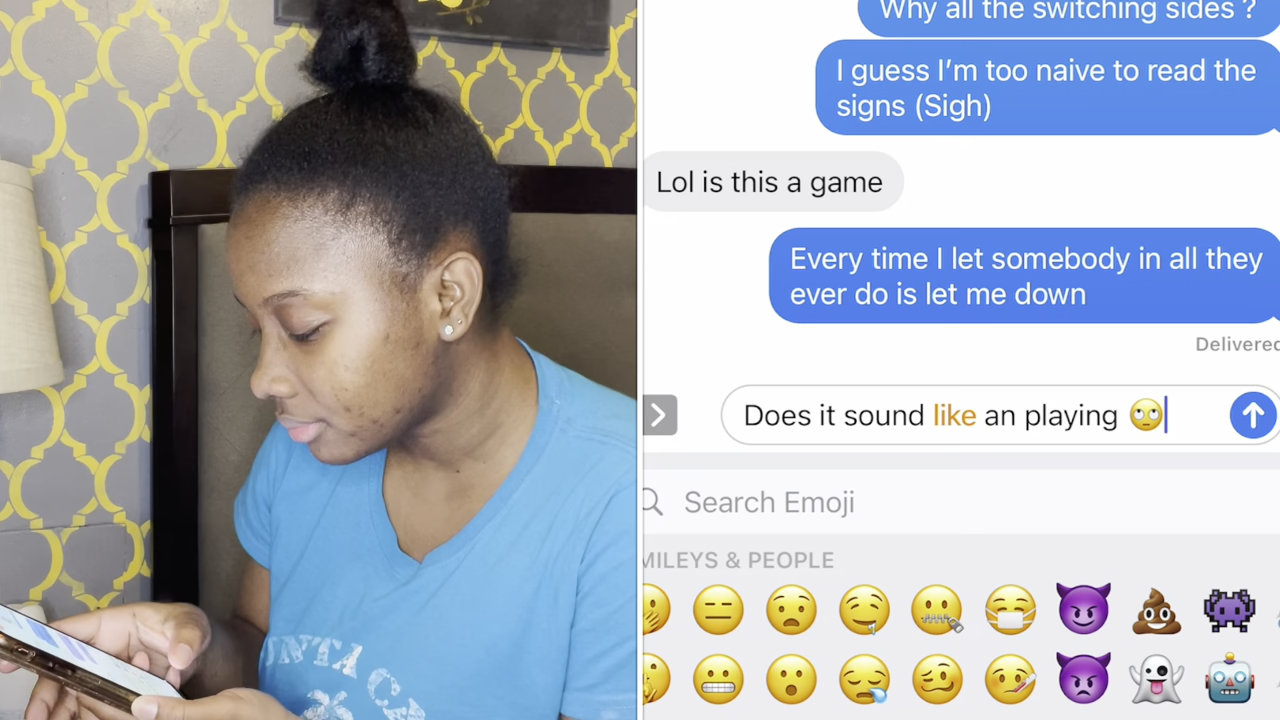 Why all the switching sides ?
I guess I'm too naive to read the
signs (Sigh)
Lol is this a game
Every time I let somebody in all they
ever do is let me down
Delivered
Does it sound like an playing 🙄
Search Emoji
MILEYS & PEOPLE